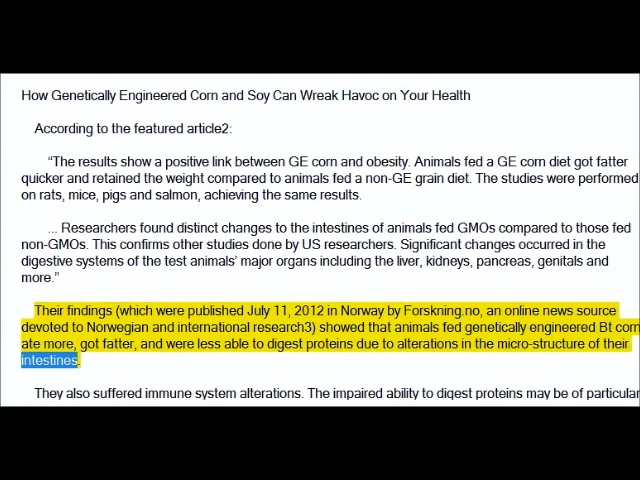 How Genetically Engineered Corn and Soy Can Wreak Havoc on Your Health
According to the featured article2:
“The results show a positive link between GE corn and obesity. Animals fed a GE corn diet got fatter
quicker and retained the weight compared to animals fed a non-GE grain diet. The studies were performed
on rats, mice, pigs and salmon, achieving the same results.
... Researchers found distinct changes to the intestines of animals fed GMOs compared to those fed
non-GMOs. This confirms other studies done by US researchers. Significant changes occurred in the
digestive systems of the test animals’ major organs including the liver, kidneys, pancreas, genitals and
more.”
Their findings (which were published July 11, 2012 in Norway by Forskning.no, an online news source
devoted to Norwegian and international research3) showed that animals fed genetically engineered Bt corn
ate more, got fatter, and were less able to digest proteins due to alterations in the micro-structure of their
intestines.
They also suffered immune system alterations. The impaired ability to digest proteins may be of particular